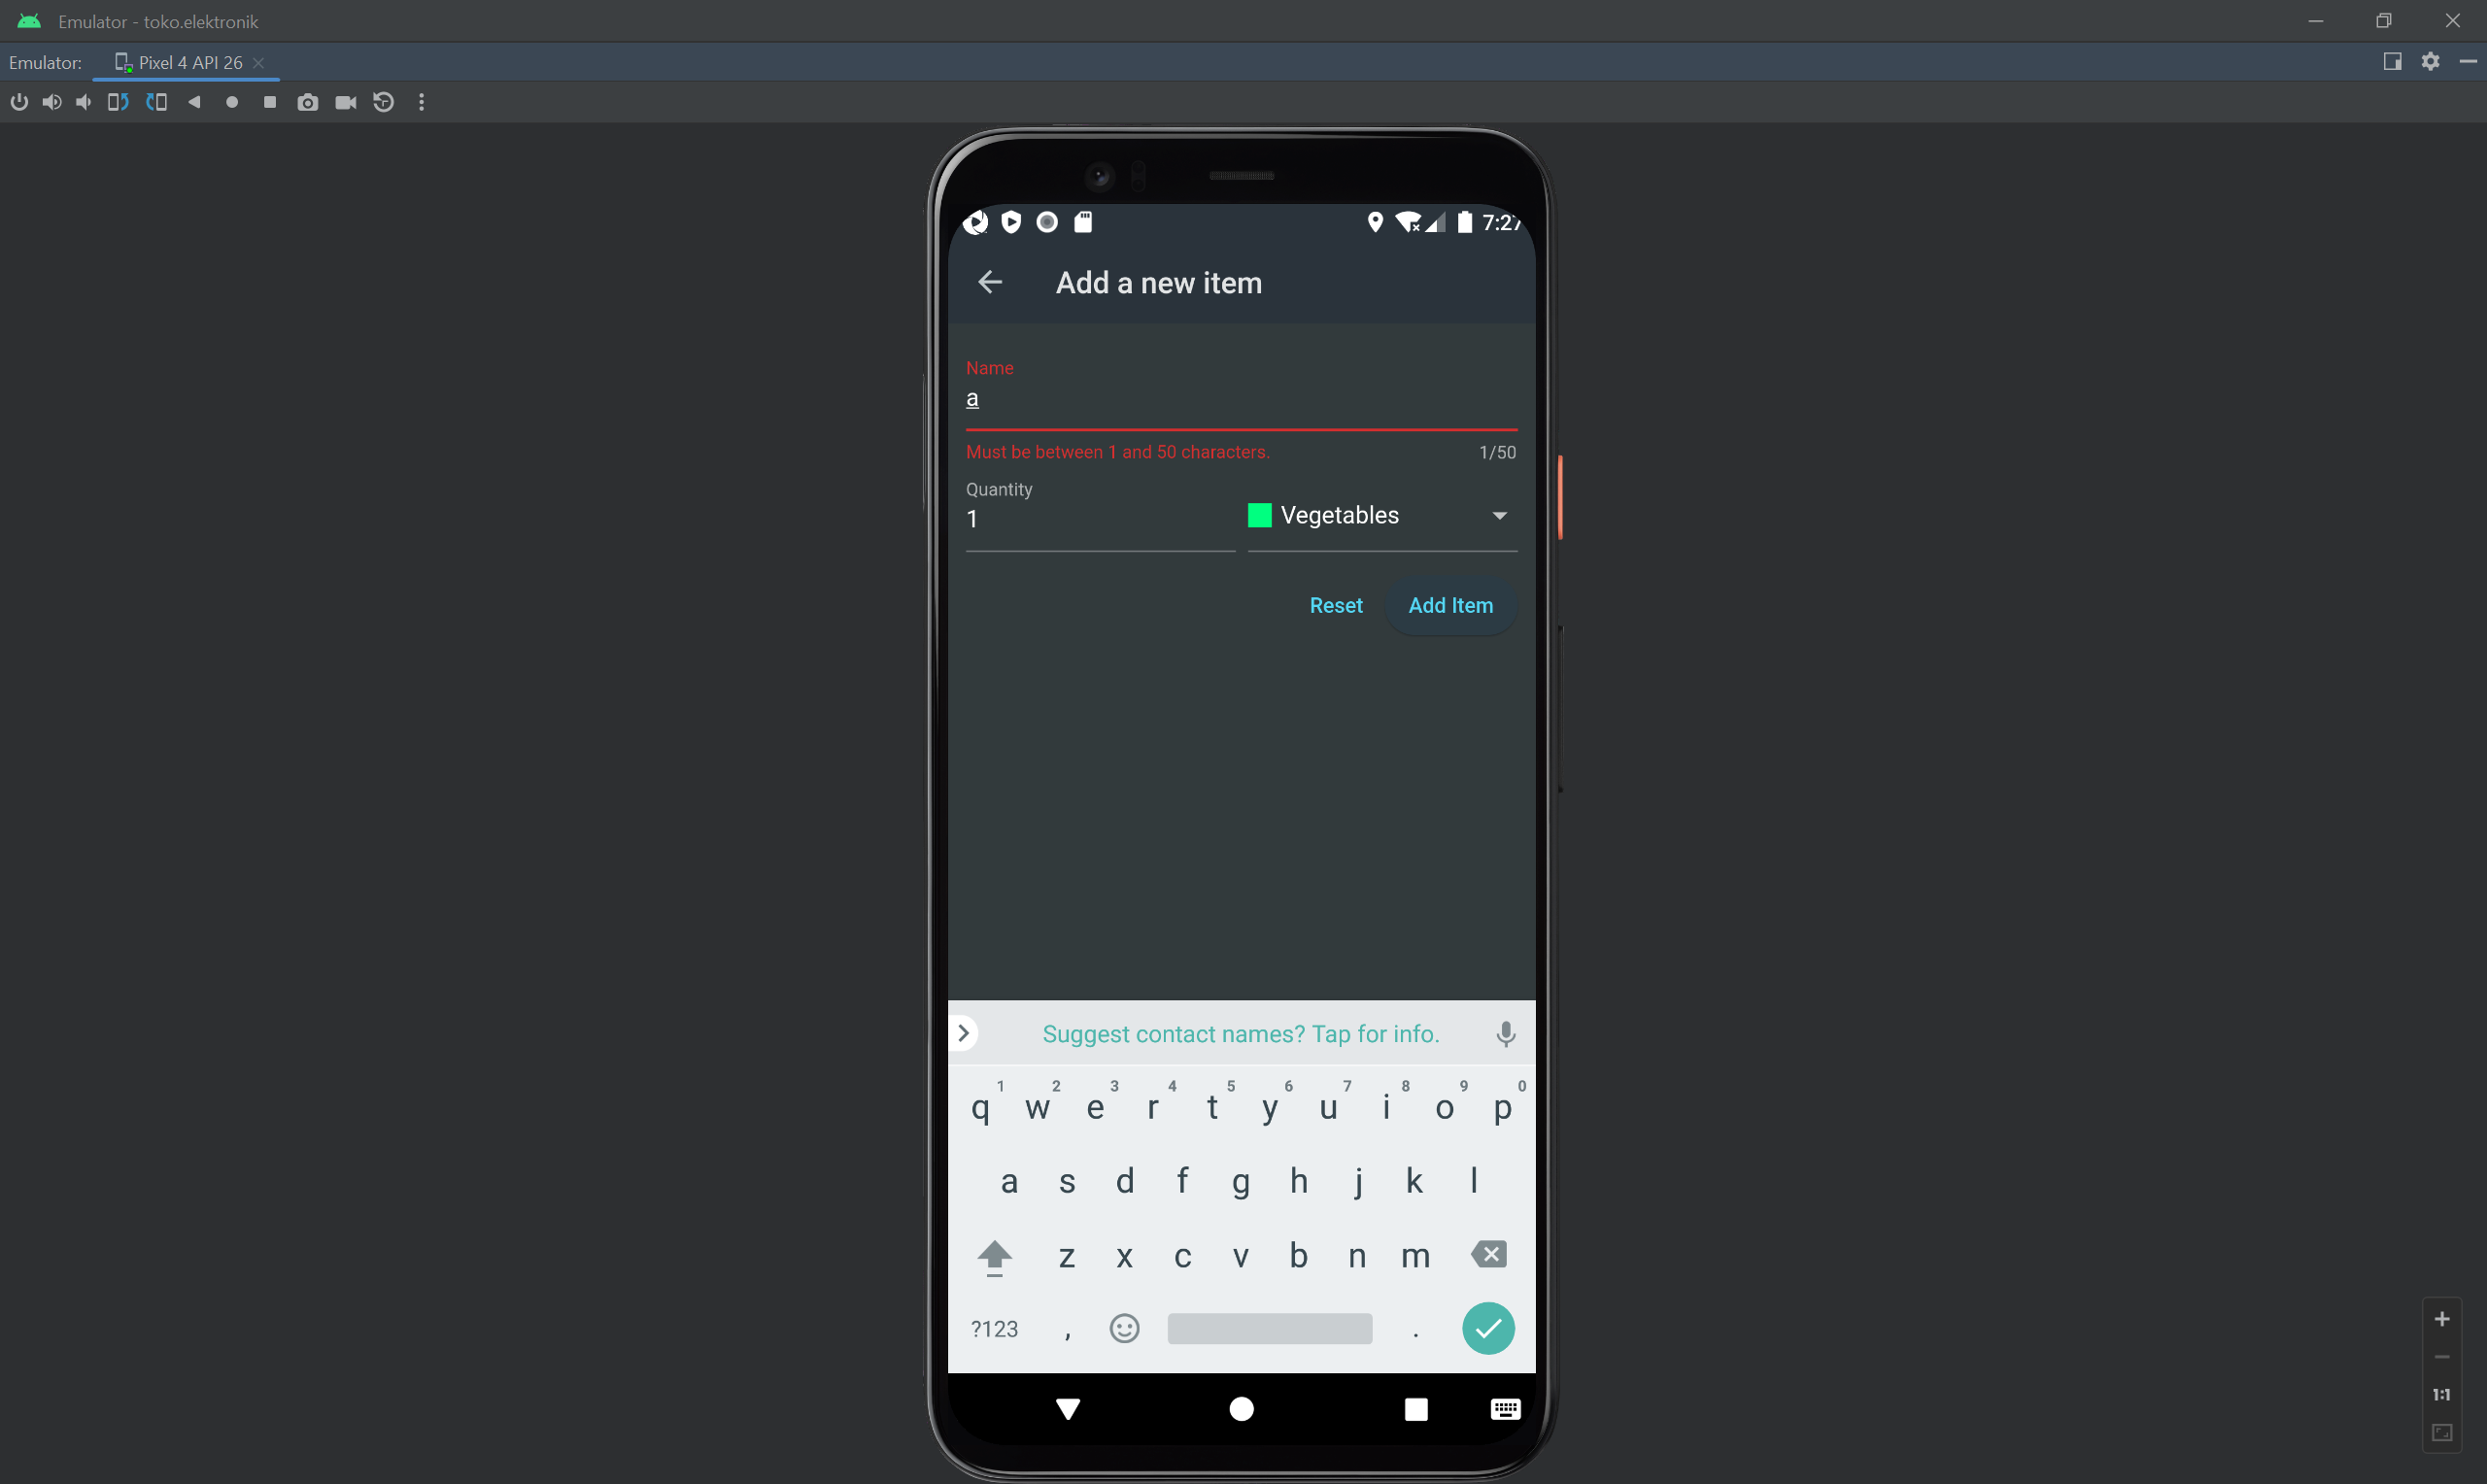 Emulator - toko.elektronik
Emulator: Pixel 4 API 26
7:27
Add a new item
Name
a
Must be between 1 and 50 characters. 1/50
Quantity
1 Vegetables
Reset Add Item
Suggest contact names? Tap for info.
1 2 3 4 5 6 7 8 9 0
q w e r t y u i o p
a s d f g h j k l
z x c v b n m
?123 , .
1:1